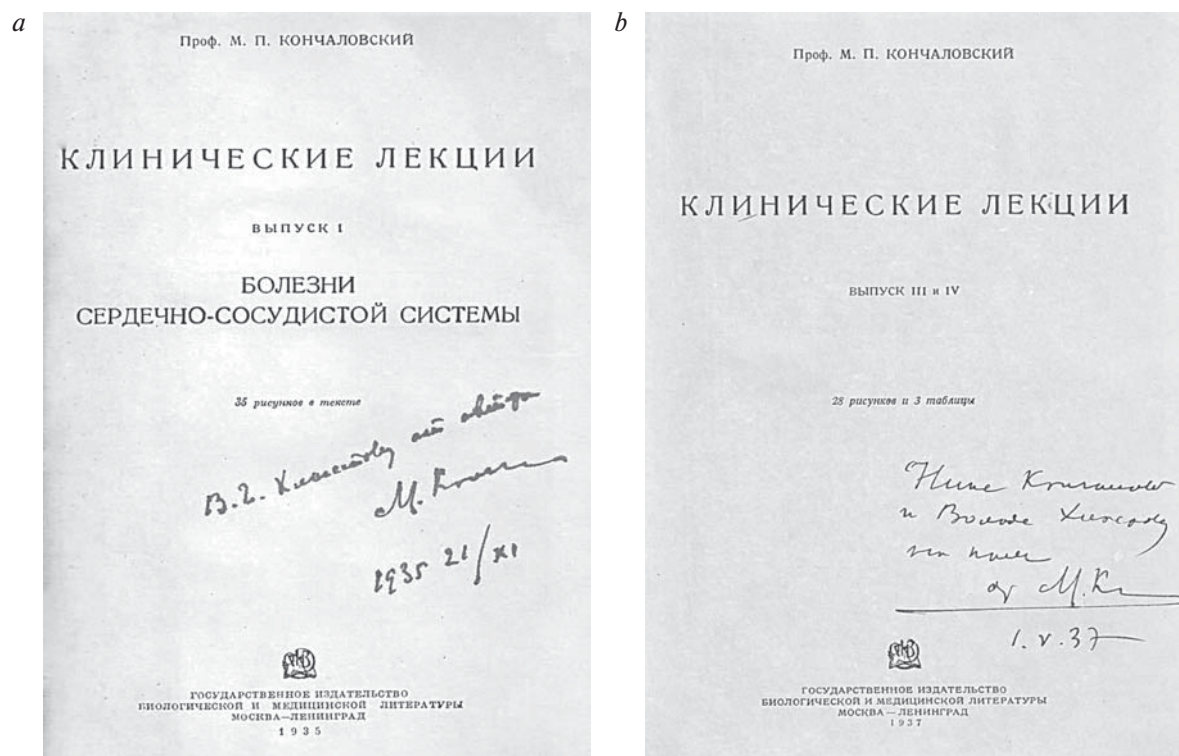 a
Проф. М. П. КОНЧАЛОВСКИЙ
КЛИНИЧЕСКИЕ ЛЕКЦИИ
ВЫПУСК I
БОЛЕЗНИ
СЕРДЕЧНО-СОСУДИСТОЙ СИСТЕМЫ
35 рисунков в тексте
В. Г. от автора
М.
1935 21/XI
ГОСУДАРСТВЕННОЕ ИЗДАТЕЛЬСТВО
БИОЛОГИЧЕСКОЙ И МЕДИЦИНСКОЙ ЛИТЕРАТУРЫ
МОСКВА—ЛЕНИНГРАД
1935
b
Проф. М. П. КОНЧАЛОВСКИЙ
КЛИНИЧЕСКИЕ ЛЕКЦИИ
ВЫПУСК III и IV
28 рисунков и 3 таблицы
Нине
и Володе
от М.
1.V.37
ГОСУДАРСТВЕННОЕ ИЗДАТЕЛЬСТВО
БИОЛОГИЧЕСКОЙ И МЕДИЦИНСКОЙ ЛИТЕРАТУРЫ
МОСКВА—ЛЕНИНГРАД
1937